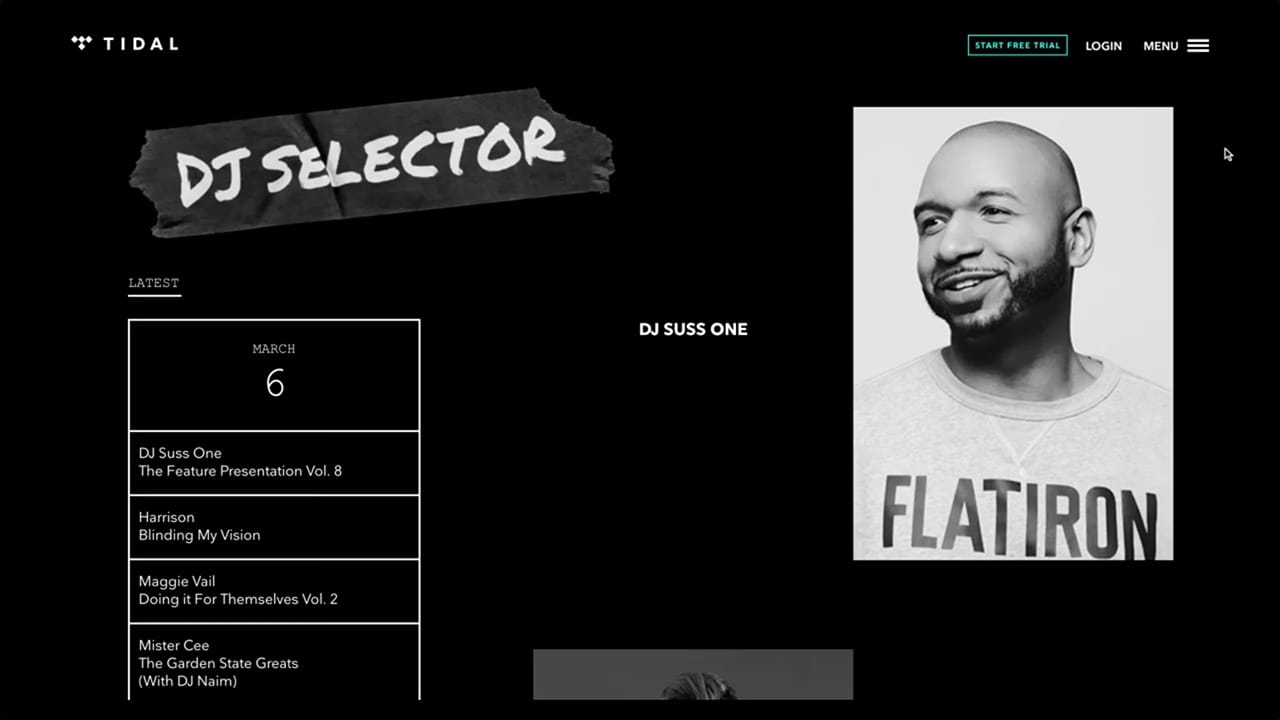 TIDAL
START FREE TRIAL
LOGIN
MENU
DJ SELECTOR
LATEST
MARCH
6
DJ Suss One
The Feature Presentation Vol. 8
Harrison
Blinding My Vision
Maggie Vail
Doing it For Themselves Vol. 2
Mister Cee
The Garden State Greats
(With DJ Naim)
DJ SUSS ONE
FLATIRON